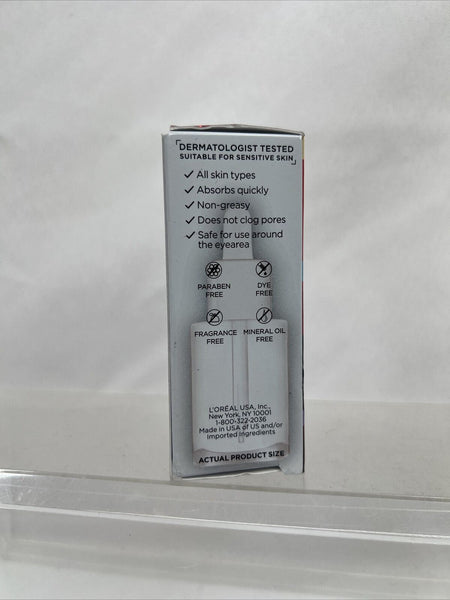 DERMATOLOGIST TESTED
SUITABLE FOR SENSITIVE SKIN
All skin types
Absorbs quickly
Non-greasy
Does not clog pores
Safe for use around
the eyearea
PARABEN FREE
DYE FREE
FRAGRANCE FREE
MINERAL OIL FREE
L'ORÉAL USA, Inc.,
New York, NY 10001
1-800-322-2036
Made in USA of US and/or
Imported Ingredients
ACTUAL PRODUCT SIZE